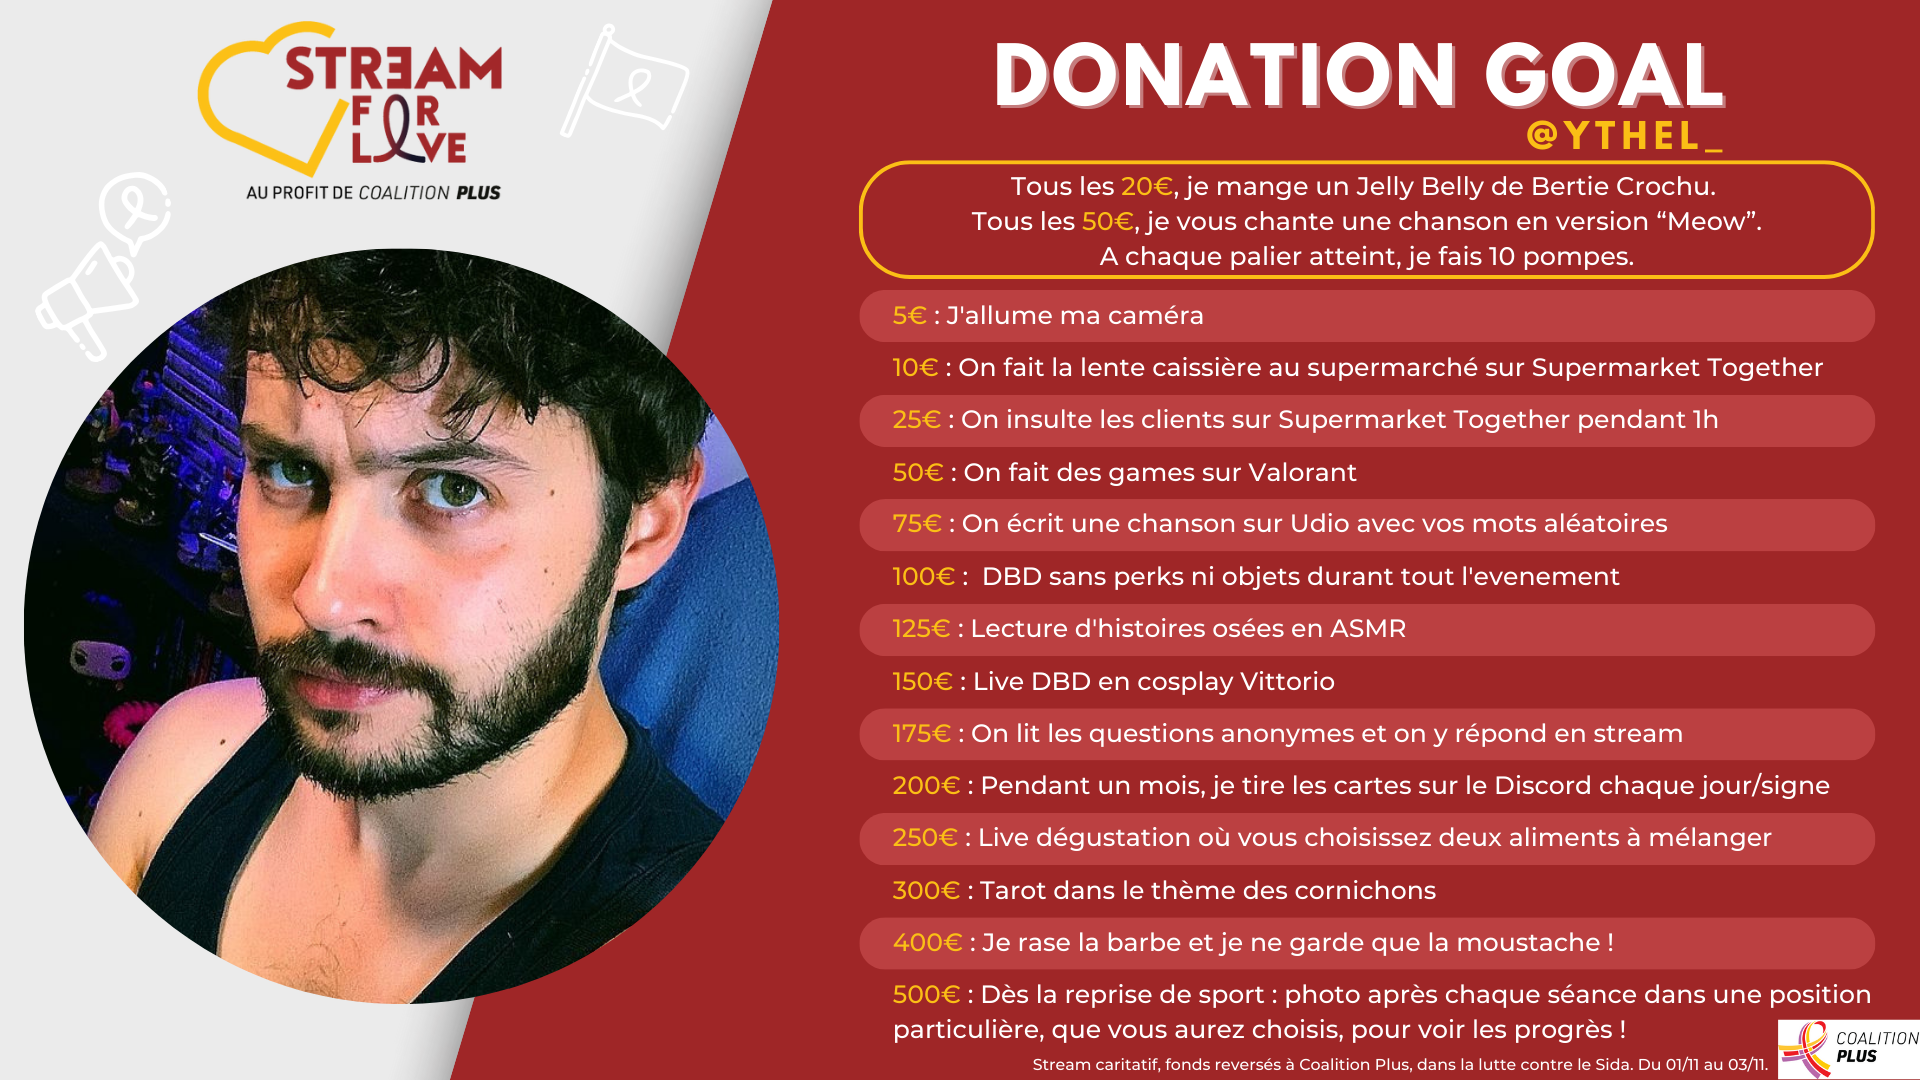 STREAM
FOR
LOVE
AU PROFIT DE COALITION PLUS
DONATION GOAL
@YTHEL_
Tous les 20€, je mange un Jelly Belly de Bertie Crochu.
Tous les 50€, je vous chante une chanson en version “Meow”.
A chaque palier atteint, je fais 10 pompes.
5€ : J'allume ma caméra
10€ : On fait la lente caissière au supermarché sur Supermarket Together
25€ : On insulte les clients sur Supermarket Together pendant 1h
50€ : On fait des games sur Valorant
75€ : On écrit une chanson sur Udio avec vos mots aléatoires
100€ :  DBD sans perks ni objets durant tout l'evenement
125€ : Lecture d'histoires osées en ASMR
150€ : Live DBD en cosplay Vittorio
175€ : On lit les questions anonymes et on y répond en stream
200€ : Pendant un mois, je tire les cartes sur le Discord chaque jour/signe
250€ : Live dégustation où vous choisissez deux aliments à mélanger
300€ : Tarot dans le thème des cornichons
400€ : Je rase la barbe et je ne garde que la moustache !
500€ : Dès la reprise de sport : photo après chaque séance dans une position
particulière, que vous aurez choisis, pour voir les progrès !
Stream caritatif, fonds reversés à Coalition Plus, dans la lutte contre le Sida. Du 01/11 au 03/11.
COALITION
PLUS